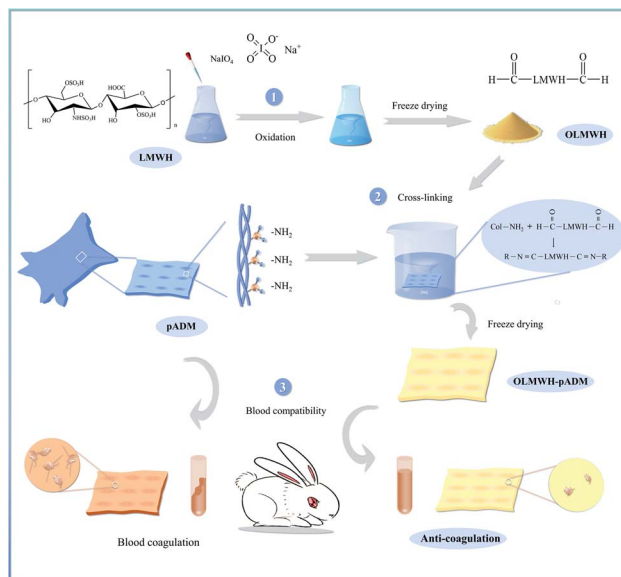 NaIO₄
O O⁻
I
O O
Na⁺
OSO₃H
HOOC
O
O
O
O
O
HO
NHSO₃H
HO
OSO₂H
n
LMWH
1
Oxidation
Freeze drying
O O
H—C—LMWH—C—H
OLMWH
2
Cross-linking
-NH₂
-NH₂
-NH₂
O O
Col—NH₂ + H—C—LMWH—C—H
↓
R—N=C—LMWH—C=N—R
pADM
Freeze drying
OLMWH-pADM
3
Blood compatibility
Blood coagulation
Anti-coagulation